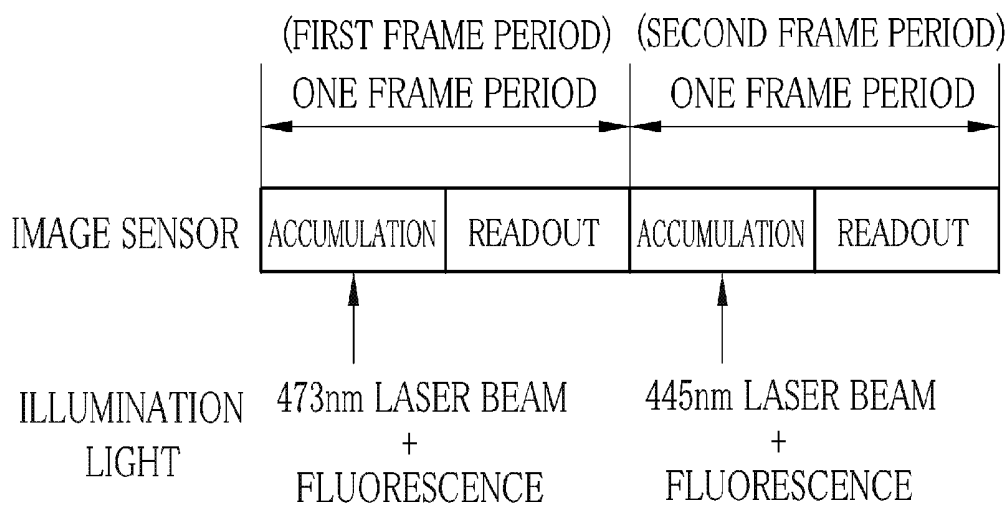 (FIRST FRAME PERIOD) (SECOND FRAME PERIOD)
ONE FRAME PERIOD ONE FRAME PERIOD
IMAGE SENSOR ACCUMULATION READOUT ACCUMULATION READOUT
ILLUMINATION LIGHT
473nm LASER BEAM
+
FLUORESCENCE
445nm LASER BEAM
+
FLUORESCENCE